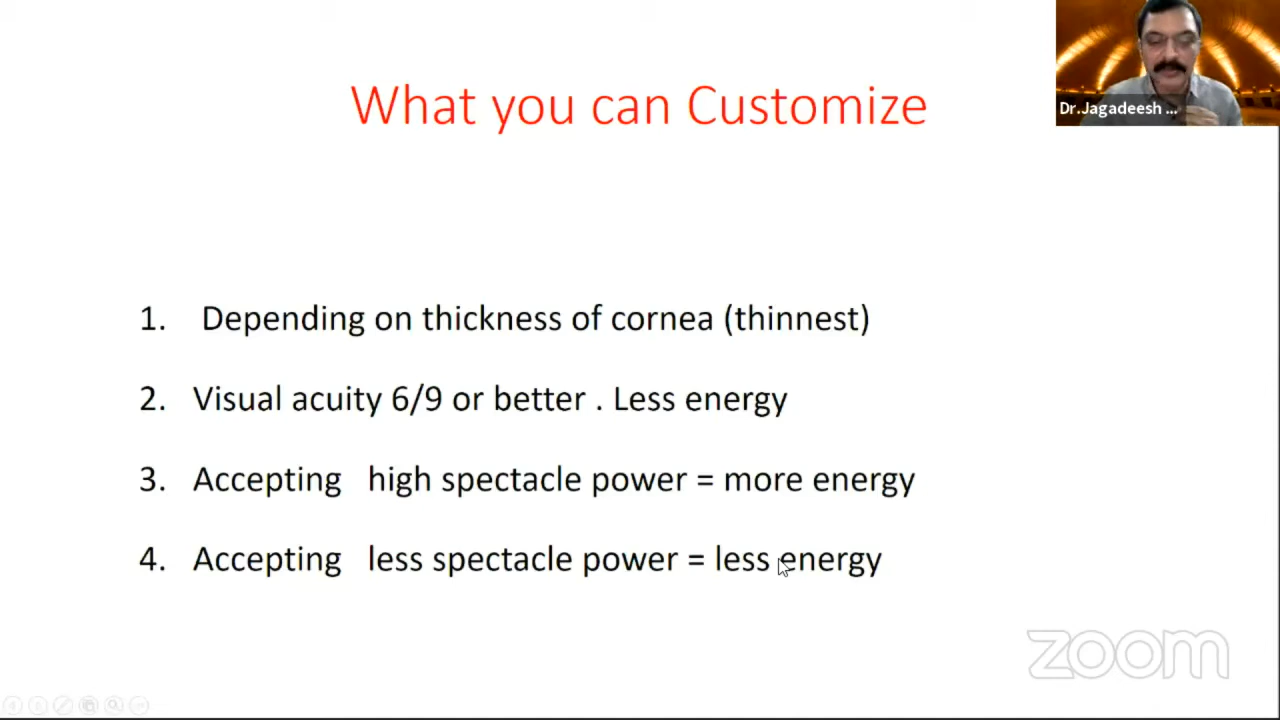 What you can Customize
Dr.Jagadeesh ...
1. Depending on thickness of cornea (thinnest)
2. Visual acuity 6/9 or better . Less energy
3. Accepting high spectacle power = more energy
4. Accepting less spectacle power = less energy
zoom